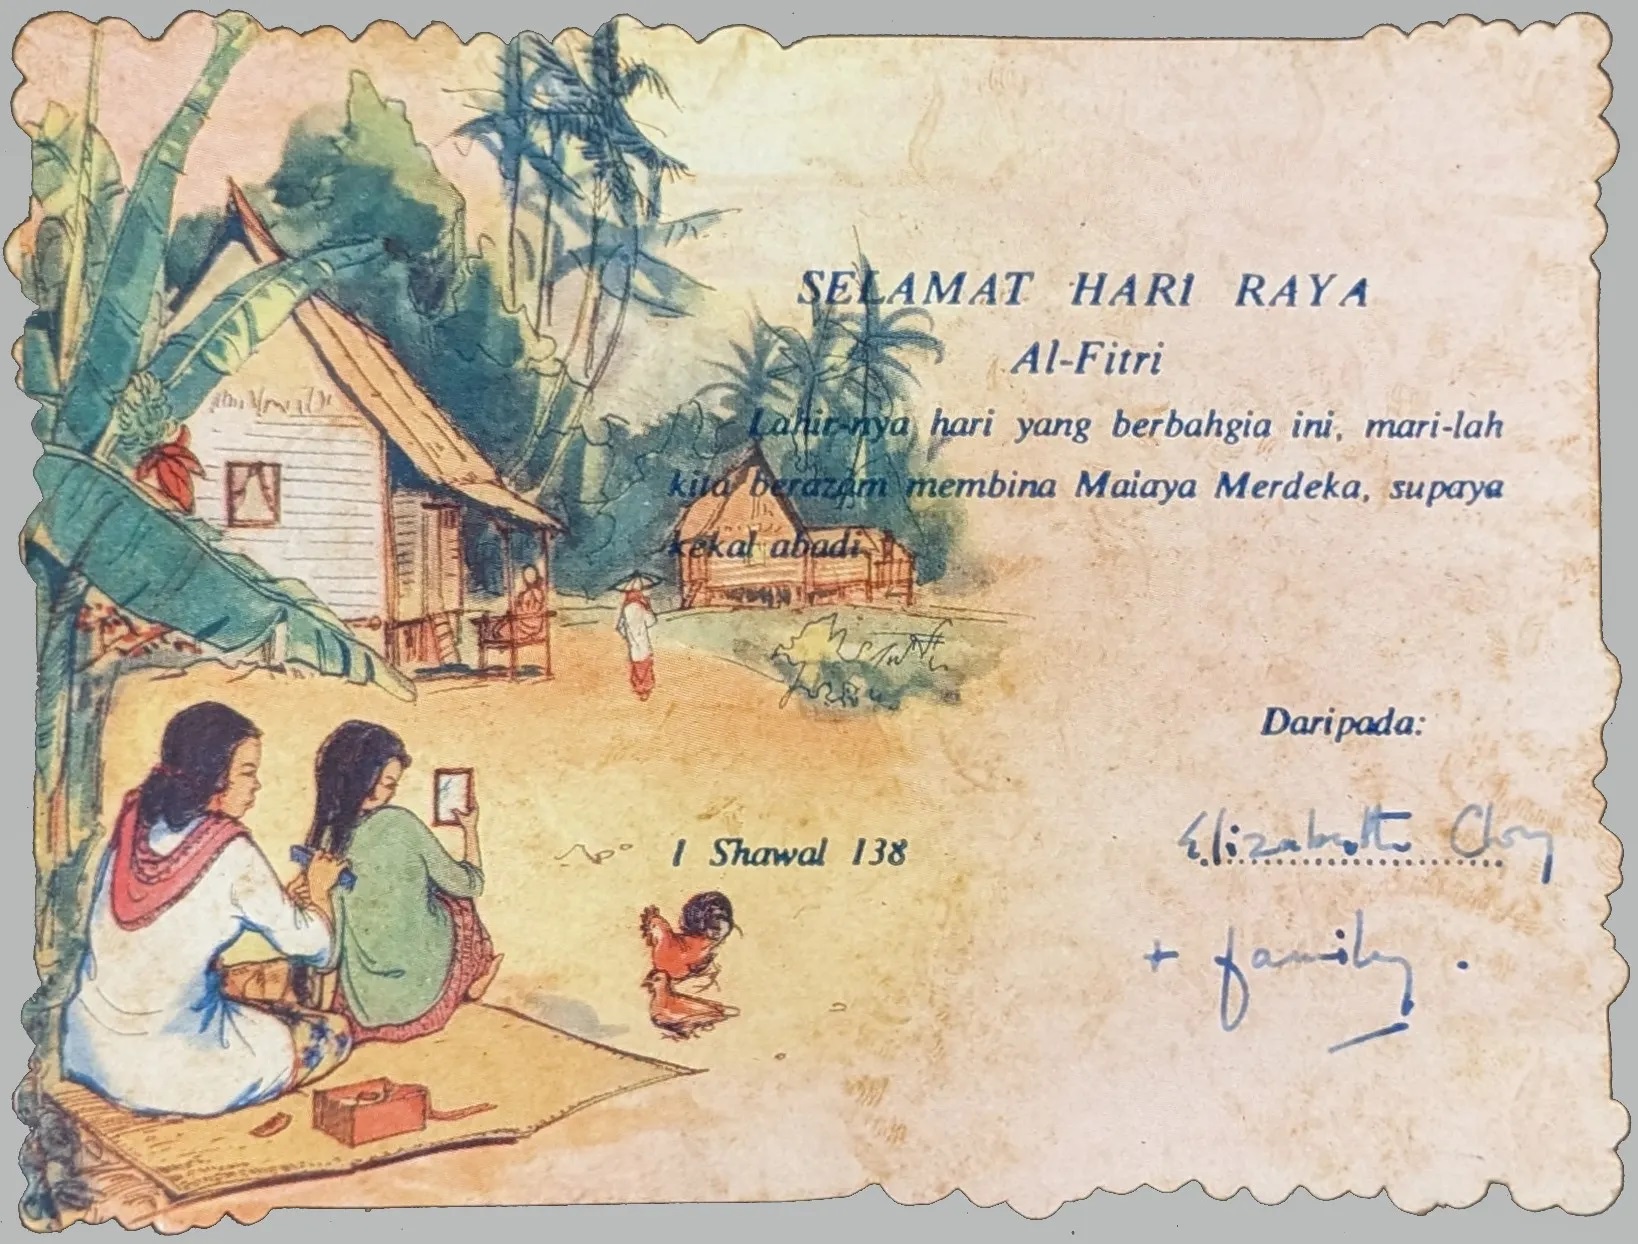 SELAMAT HARI RAYA
Al-Fitri
Lahir-nya hari yang berbahgia ini, mari-lah
kita berazam membina Maiaya Merdeka, supaya
kekal abadi.
Daripada:
1 Shawal 138
Elizabeth Choy
+ family.